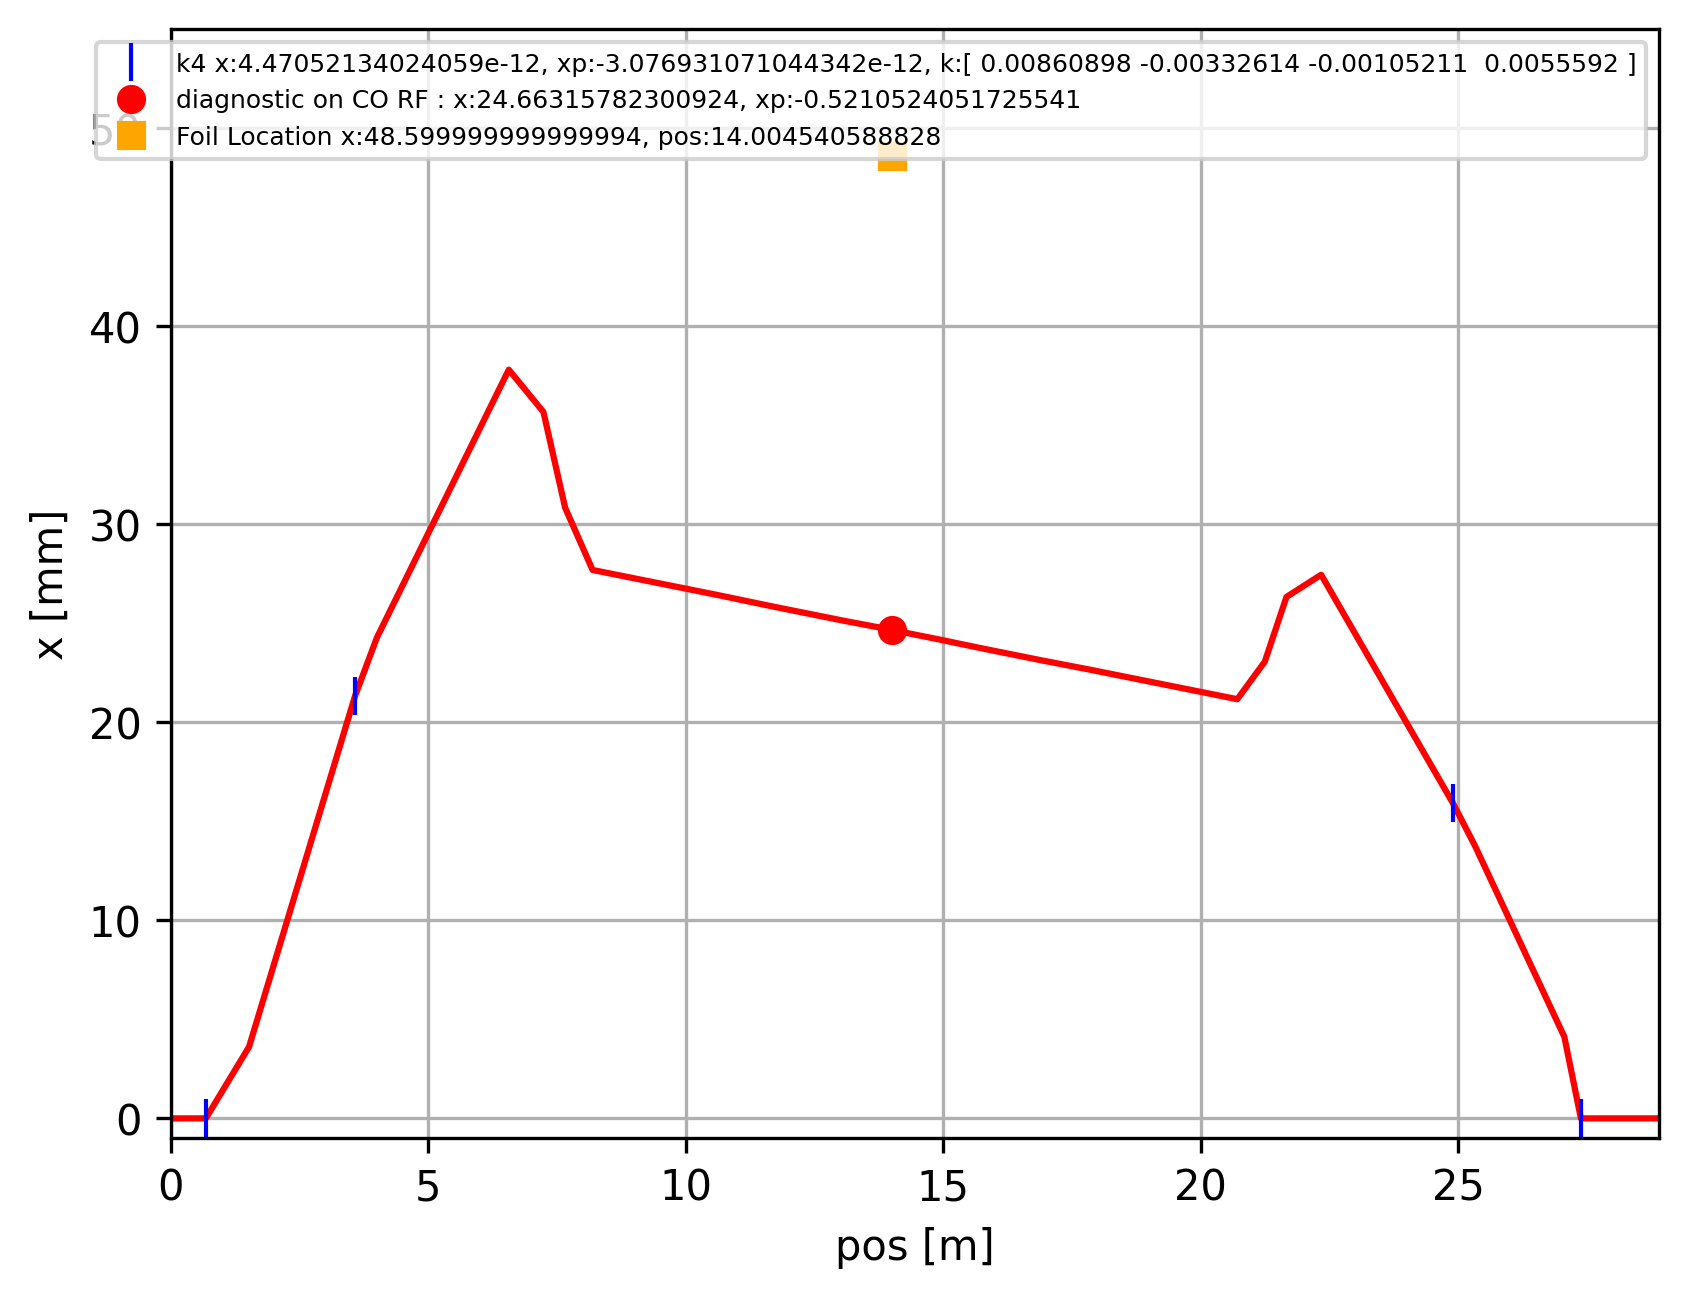 k4 x:4.47052134024059e-12, xp:-3.076931071044342e-12, k:[ 0.00860898 -0.00332614 -0.00105211  0.0055592 ]
diagnostic on CO RF : x:24.66315782300924, xp:-0.5210524051725541
Foil Location x:48.599999999999994, pos:14.004540588828
50
40
30
20
10
0
x [mm]
0 5 10 15 20 25
pos [m]